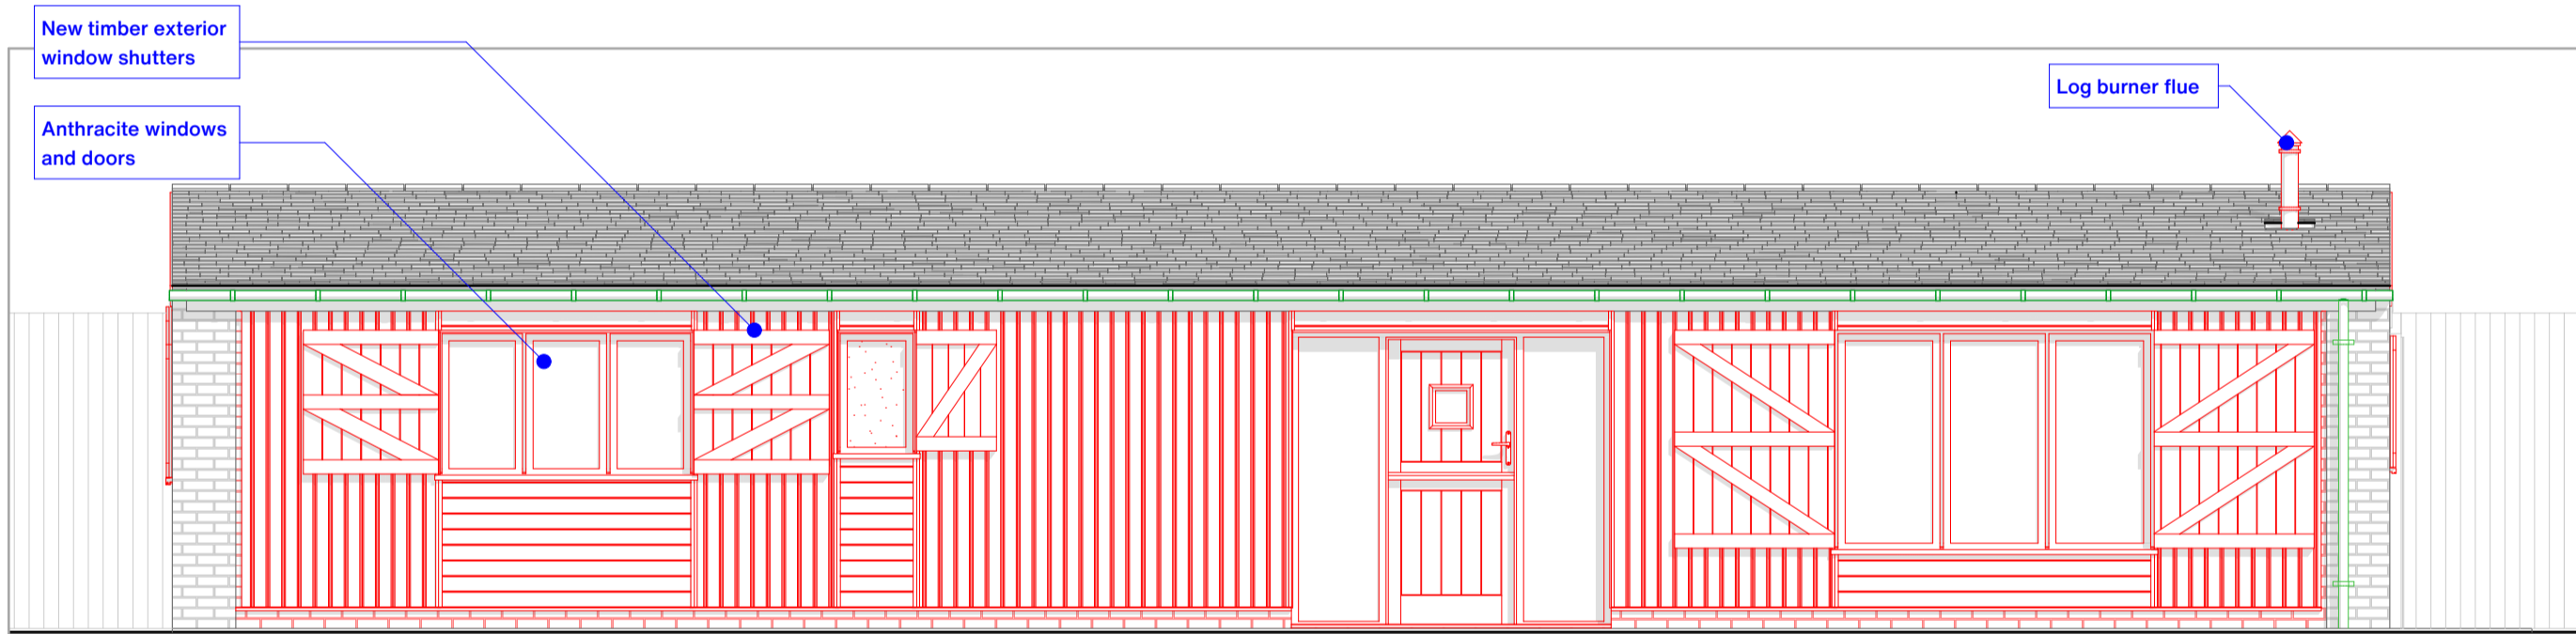 New timber exterior
window shutters
Anthracite windows
and doors
Log burner flue